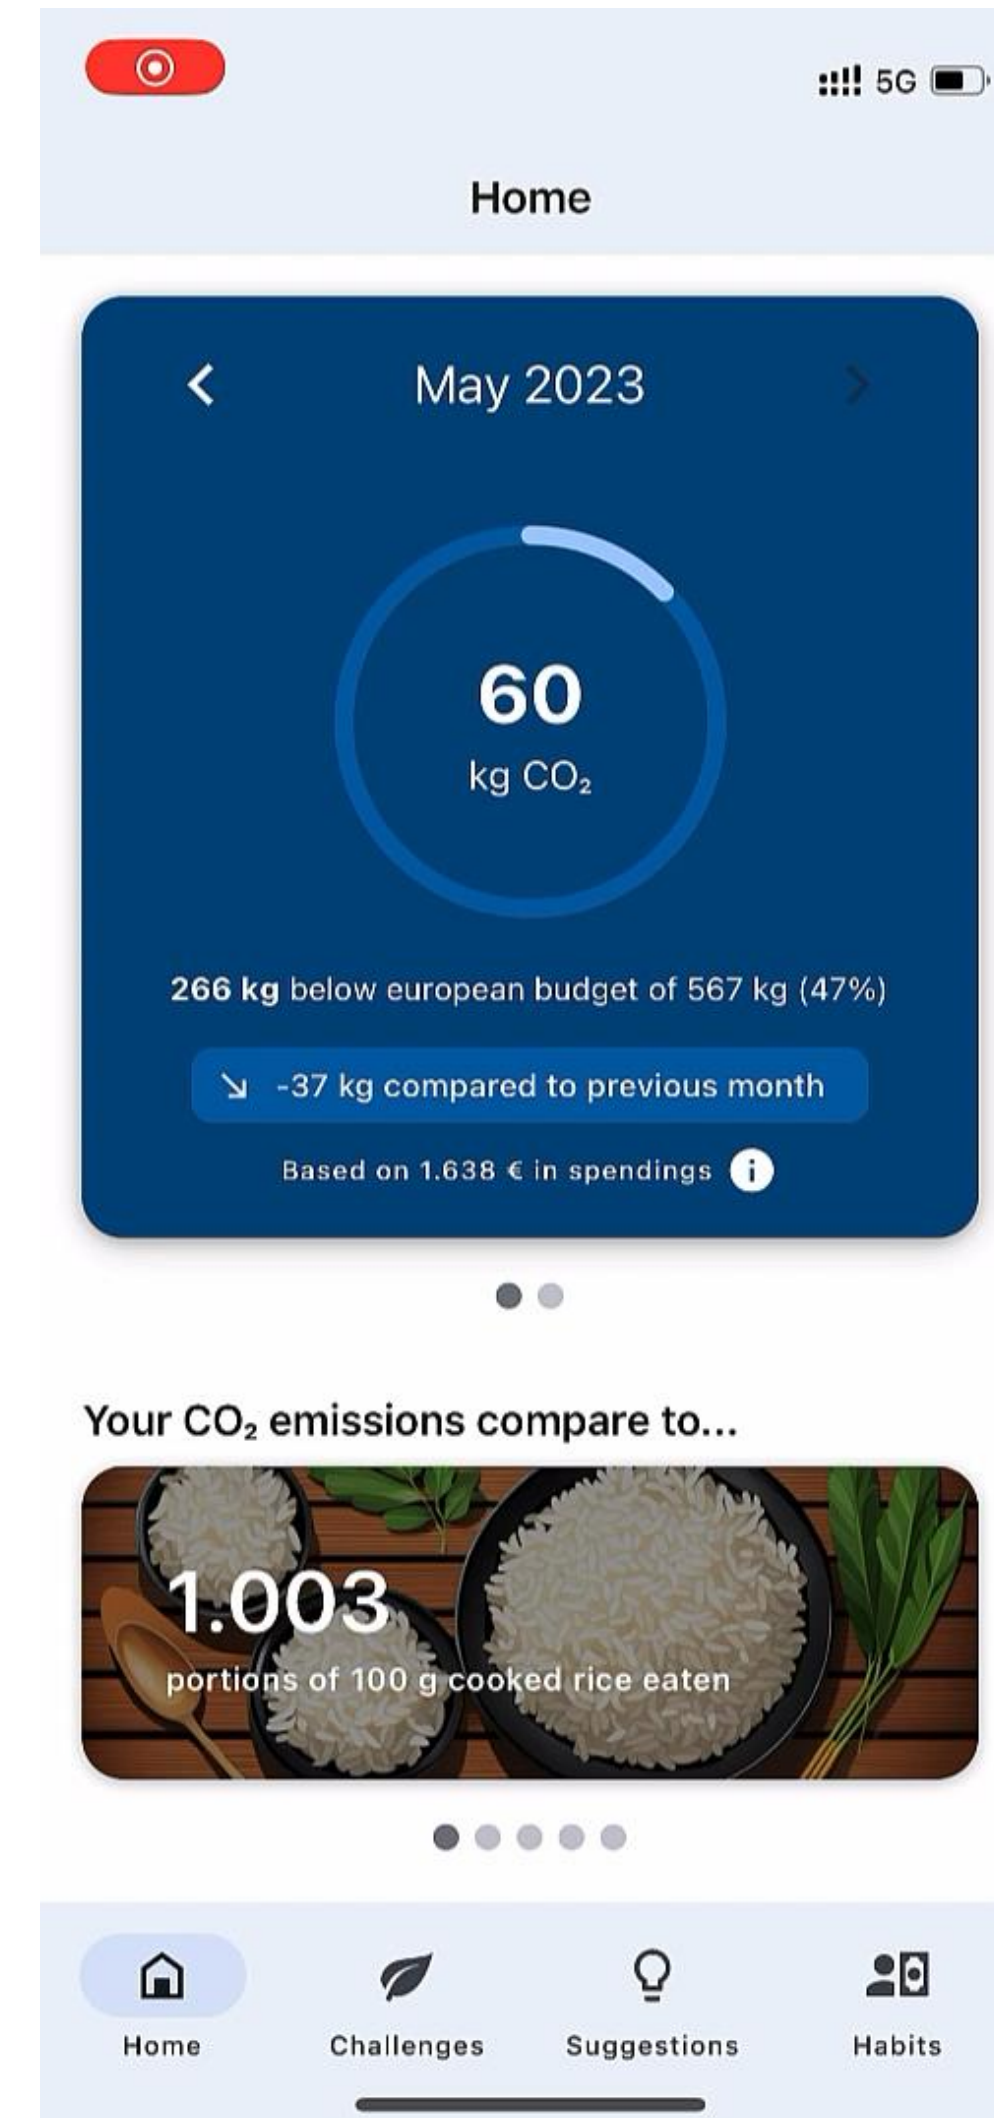 5G
Home
May 2023
60
kg CO₂
266 kg below european budget of 567 kg (47%)
-37 kg compared to previous month
Based on 1.638 € in spendings i
Your CO₂ emissions compare to...
1.003
portions of 100 g cooked rice eaten
Home Challenges Suggestions Habits